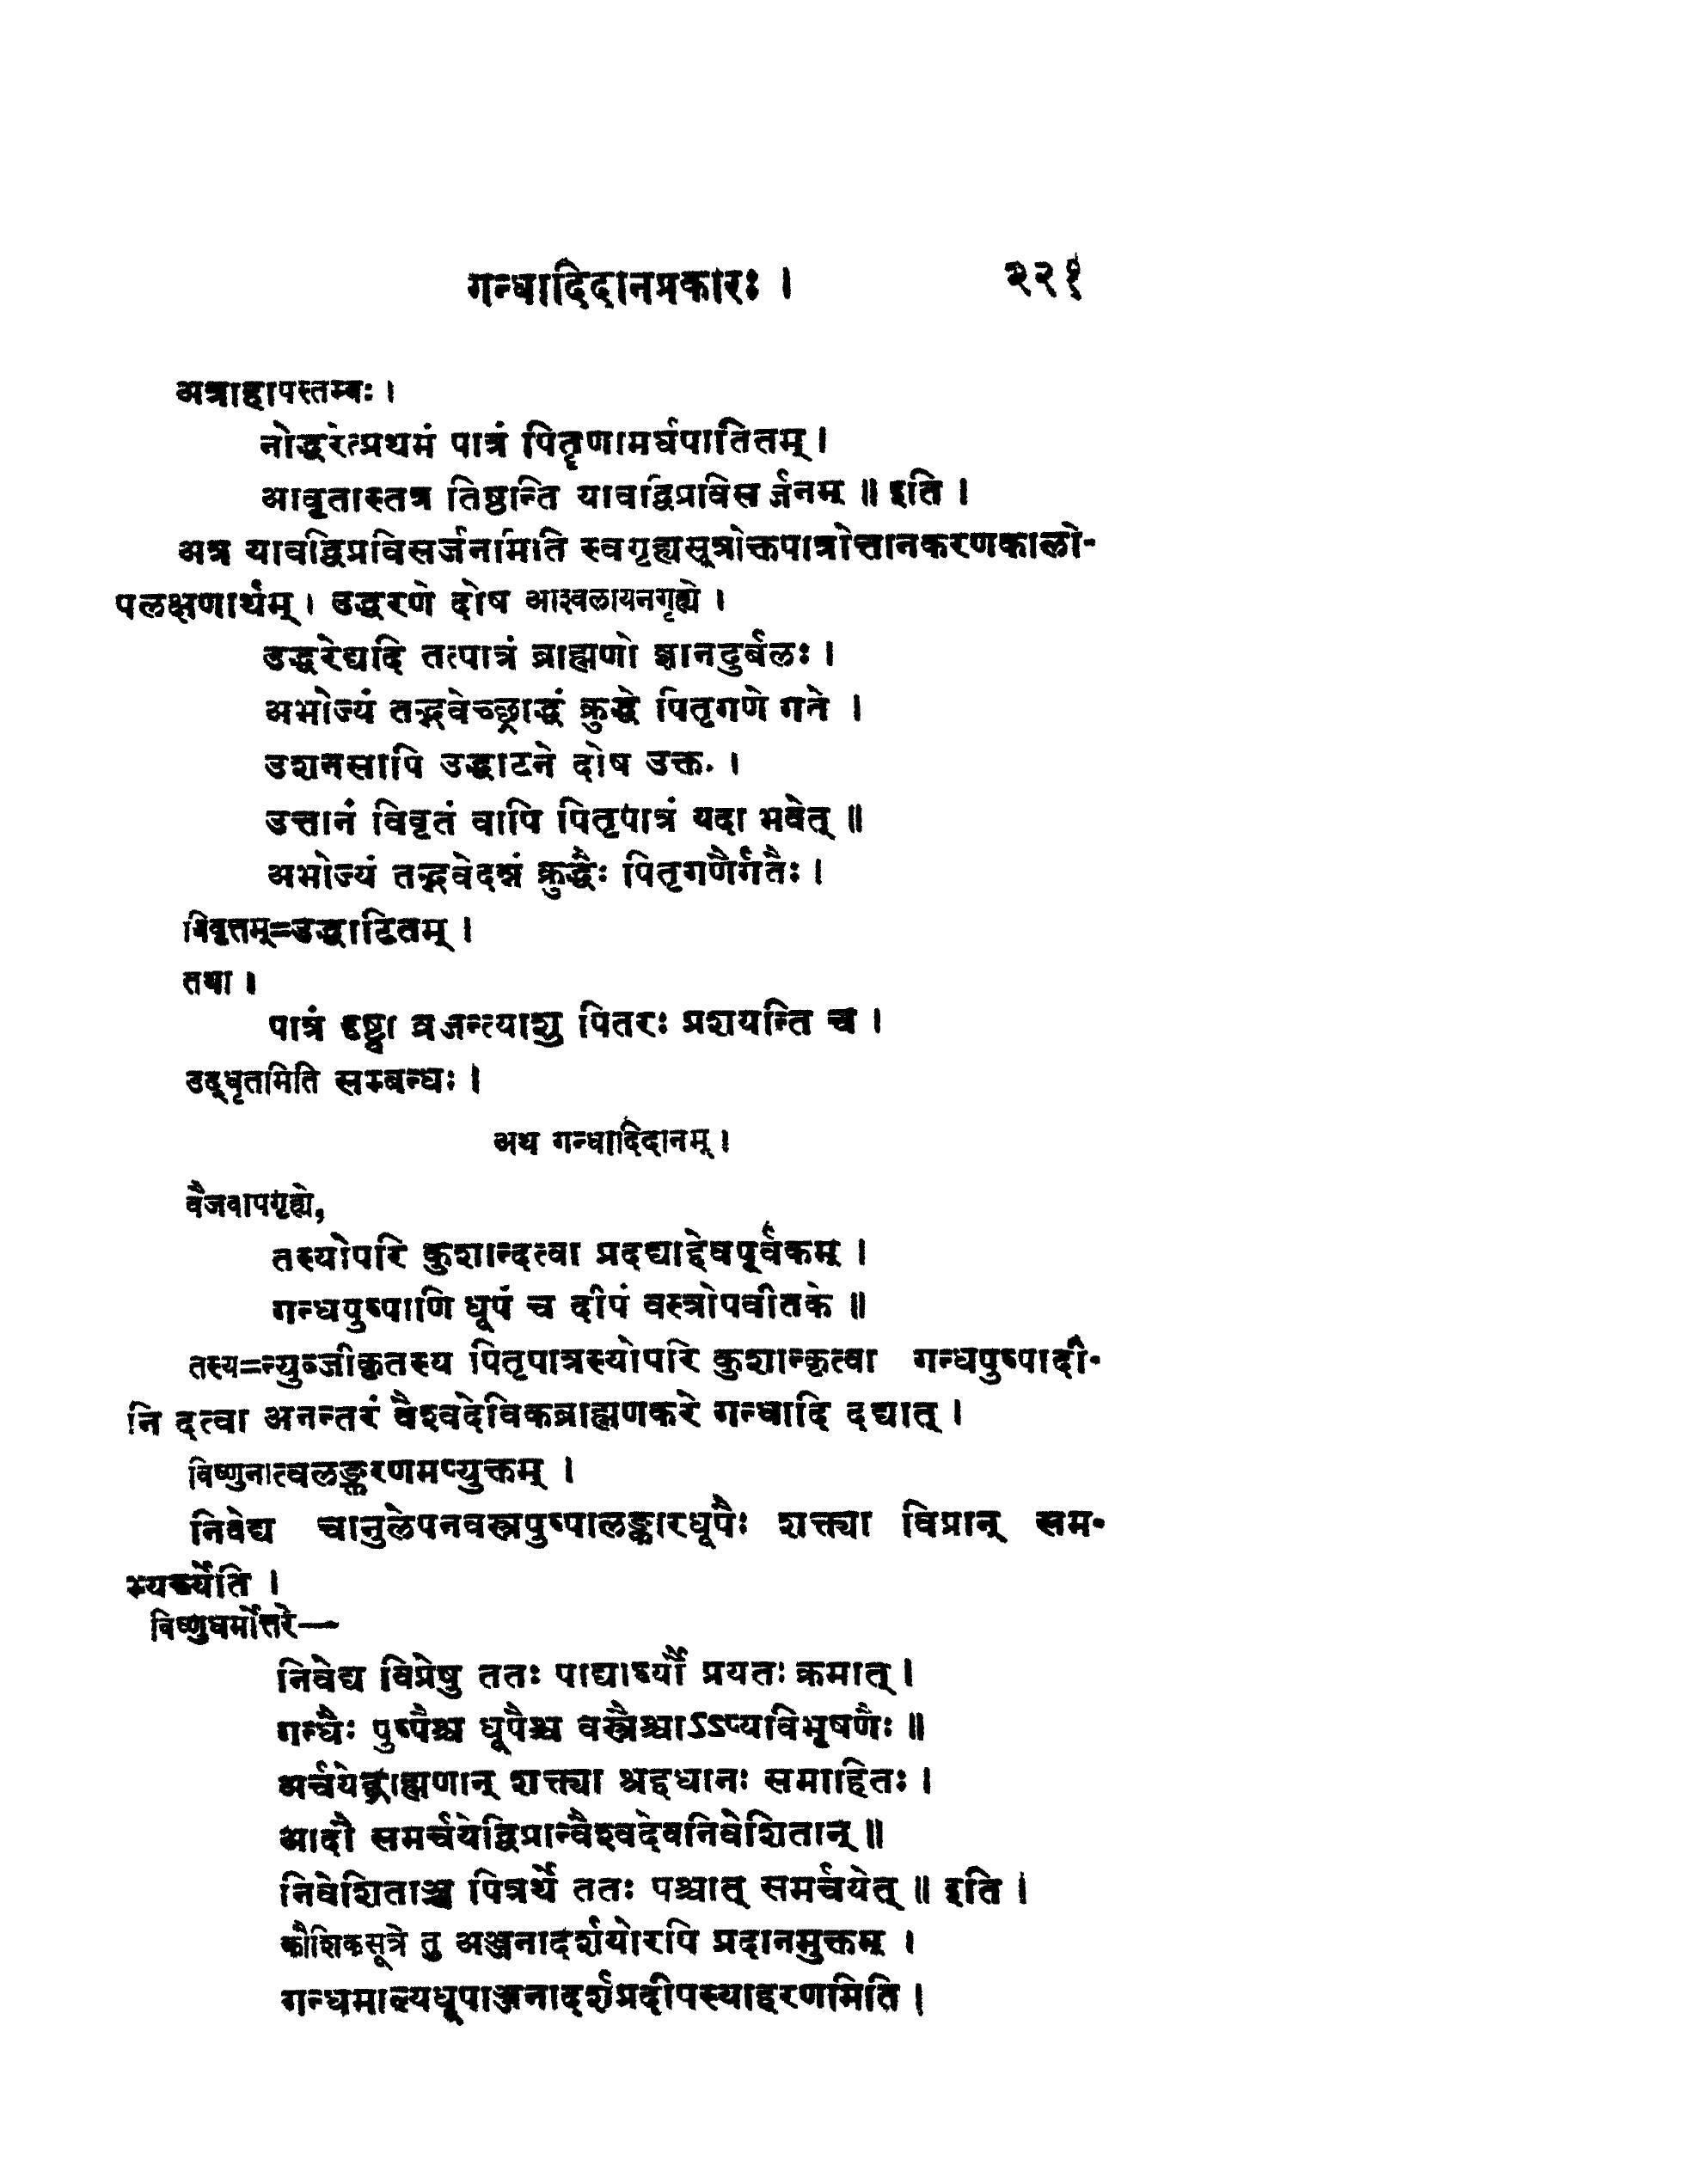 गन्धादिदानप्रकारः । २२१
अत्राहापस्तम्बः ।
नोद्धरेत्प्रथमं पात्रं पितॄणामर्घपातितम् ।
आवृतास्तत्र तिष्ठान्ति यावद्विप्रविसर्जनम् ॥ इति ।
अत्र यावद्विप्रविसर्जनमिति स्वगृह्यसूत्रोक्तपात्रोत्तानकरणकालो-
पलक्षणार्थम् । उद्धरणे दोष आश्वलायनगृह्ये ।
उद्धरेद्यदि तत्पात्रं ब्राह्मणो ज्ञानदुर्बलः ।
अभोज्यं तद्भवेच्छ्राद्धं क्रुद्धे पितृगणे गते ।
उशनसापि उद्घाटने दोष उक्तः ।
उत्तानं विवृतं वापि पितृपात्रं यदा भवेत् ॥
अभोज्यं तद्भवेदन्नं क्रुद्धैः पितृगणैर्गतैः ।
विवृत्तम्=उद्घाटितम् ।
तथा ।
पात्रं दृष्ट्वा व्रजन्त्याशु पितरः प्रशयन्ति च ।
उद्धृतमिति सम्बन्धः ।
अथ गन्धादिदानम् ।
वैजवापगृह्ये,
तस्योपरि कुशान्दत्वा प्रदद्याद्देवपूर्वकम् ।
गन्धपुष्पाणि धूपं च दीपं वस्त्रोपवीतके ॥
तस्य=न्युब्जीकृतस्य पितृपात्रस्योपरि कुशान्कृत्वा गन्धपुष्पादी-
नि दत्वा अनन्तरं वैश्वदेविकब्राह्मणकरे गन्धादि दद्यात् ।
विष्णुनात्वलङ्करणमप्युक्तम् ।
निवेद्य चानुलेपनवस्त्रपुष्पालङ्कारधूपैः शक्त्या विप्रान् सम-
भ्यर्च्येति ।
विष्णुधर्मोत्तरे—
निवेद्य विप्रेषु ततः पाद्यार्घ्यौ प्रयतः क्रमात् ।
गन्धैः पुष्पैश्च धूपैश्च वस्त्रैश्चाऽऽप्यविभूषणैः ॥
अर्चयेद्ब्राह्मणान् शक्त्या श्रद्दधानः समाहितः ।
आदौ समर्चयेद्विप्रान्वैश्वदेवनिवेशितान् ॥
निवेशिताञ्च पित्रर्थे ततः पश्चात् समर्चयेत् ॥ इति ।
कौशिकसूत्रे तु अञ्जनादर्शयोरपि प्रदानमुक्तम् ।
गन्धमाल्यधूपाञ्जनादर्शप्रदीपस्याहरणमिति ।